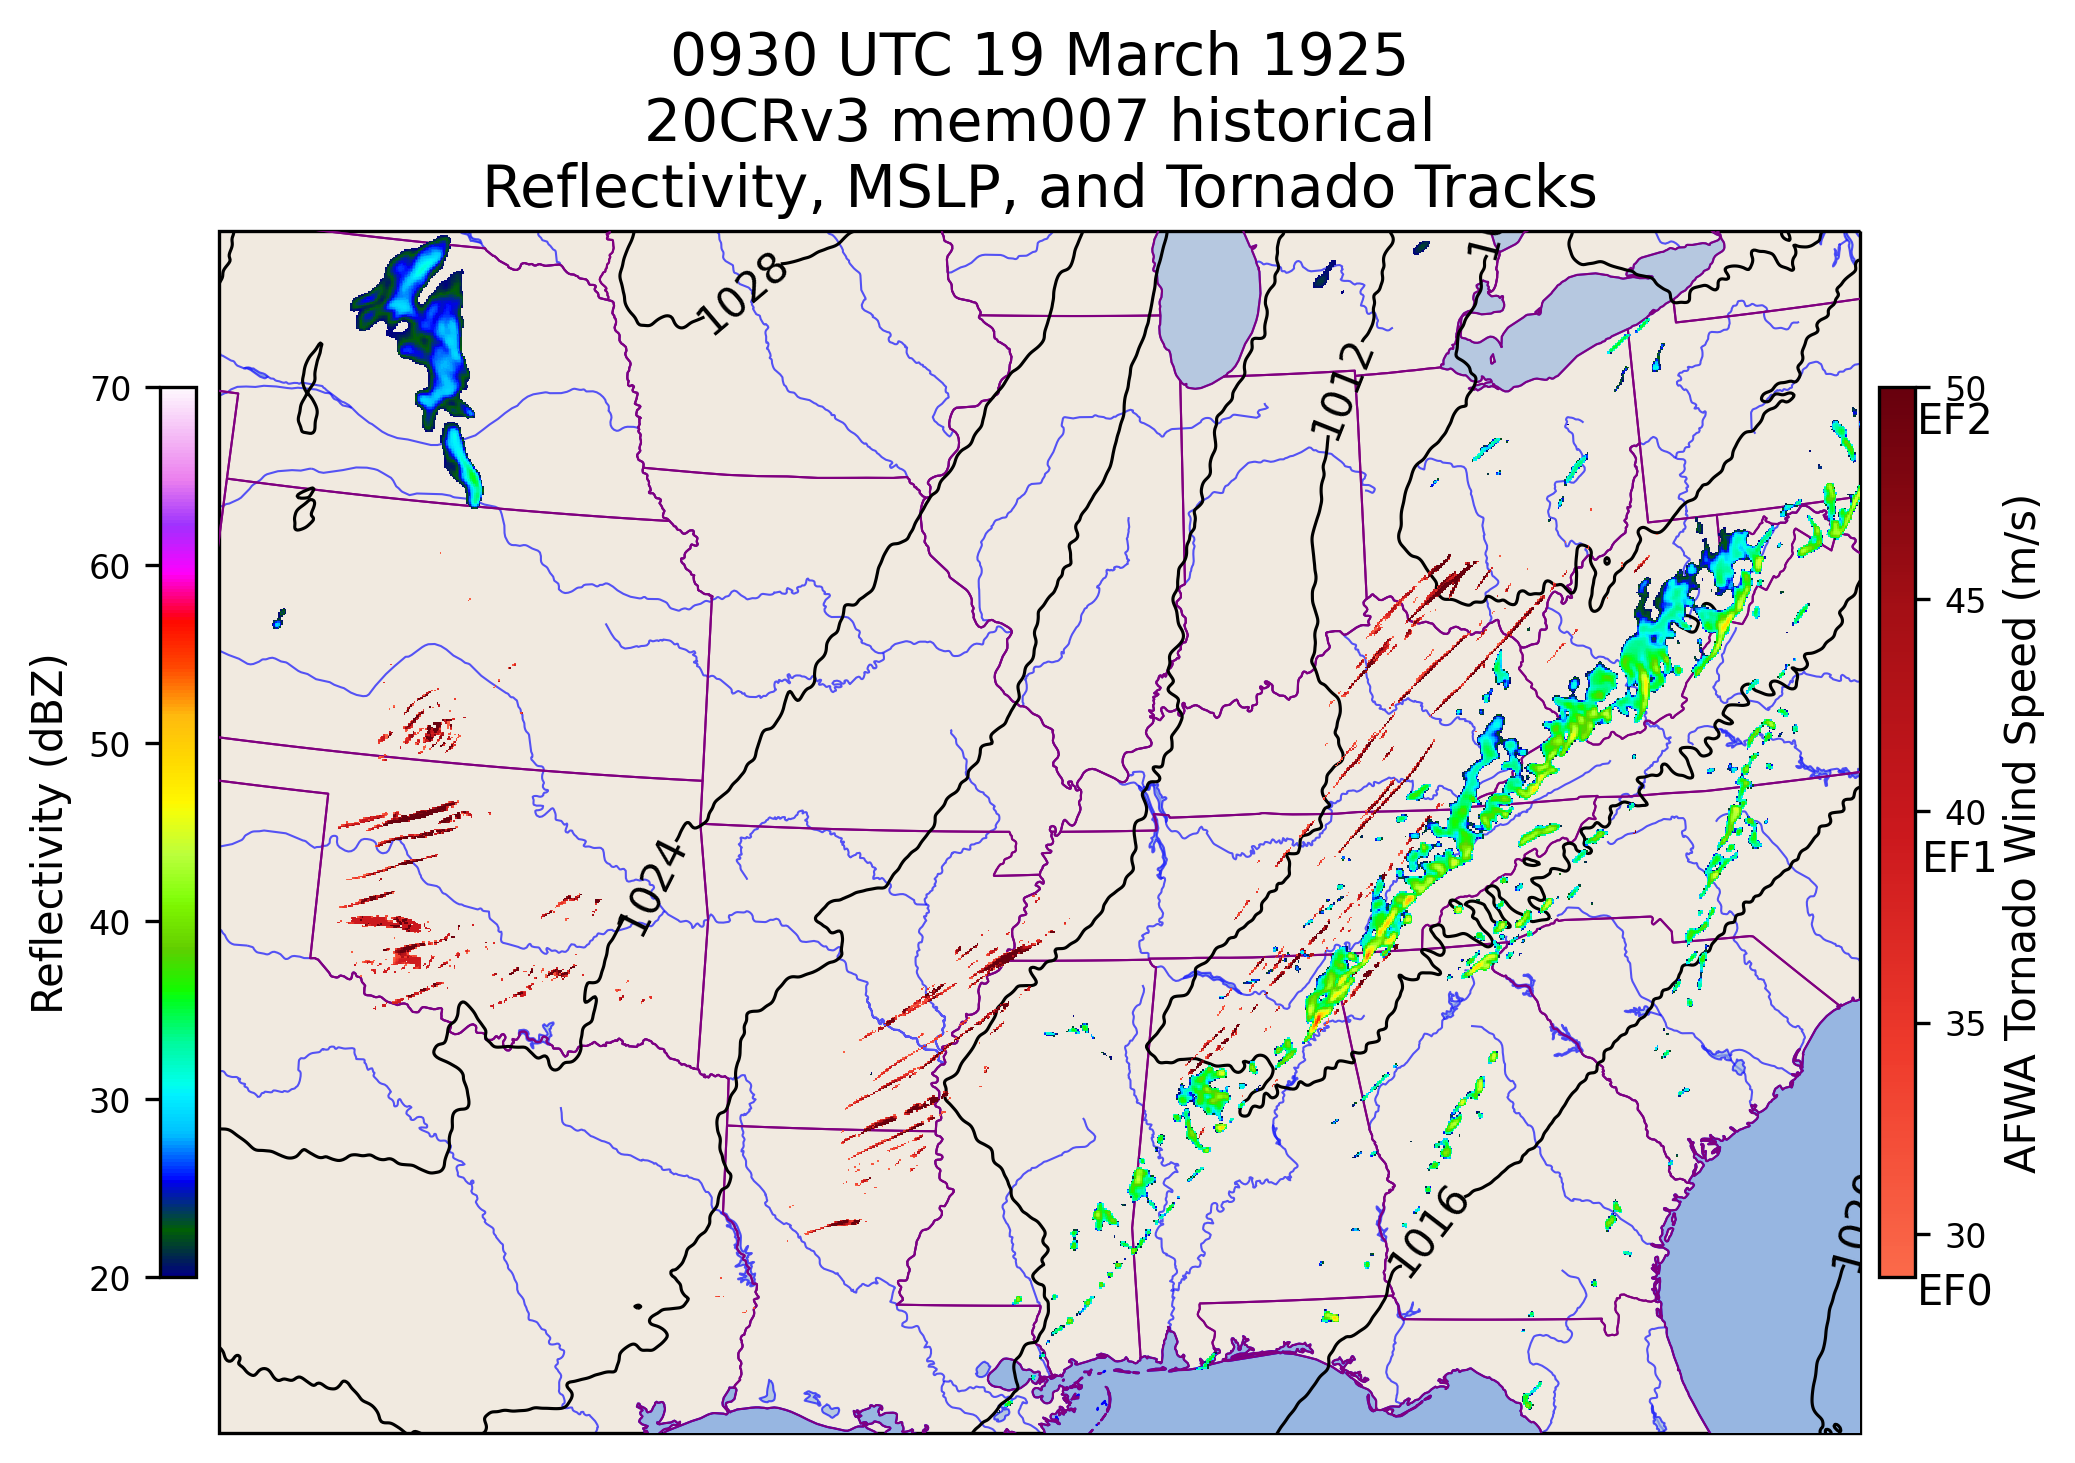 0930 UTC 19 March 1925
20CRv3 mem007 historical
Reflectivity, MSLP, and Tornado Tracks
Reflectivity (dBZ)
70
60
50
40
30
20
1028
1012
1024
1016
50
EF2
45
40
EF1
35
30
EF0
AFWA Tornado Wind Speed (m/s)